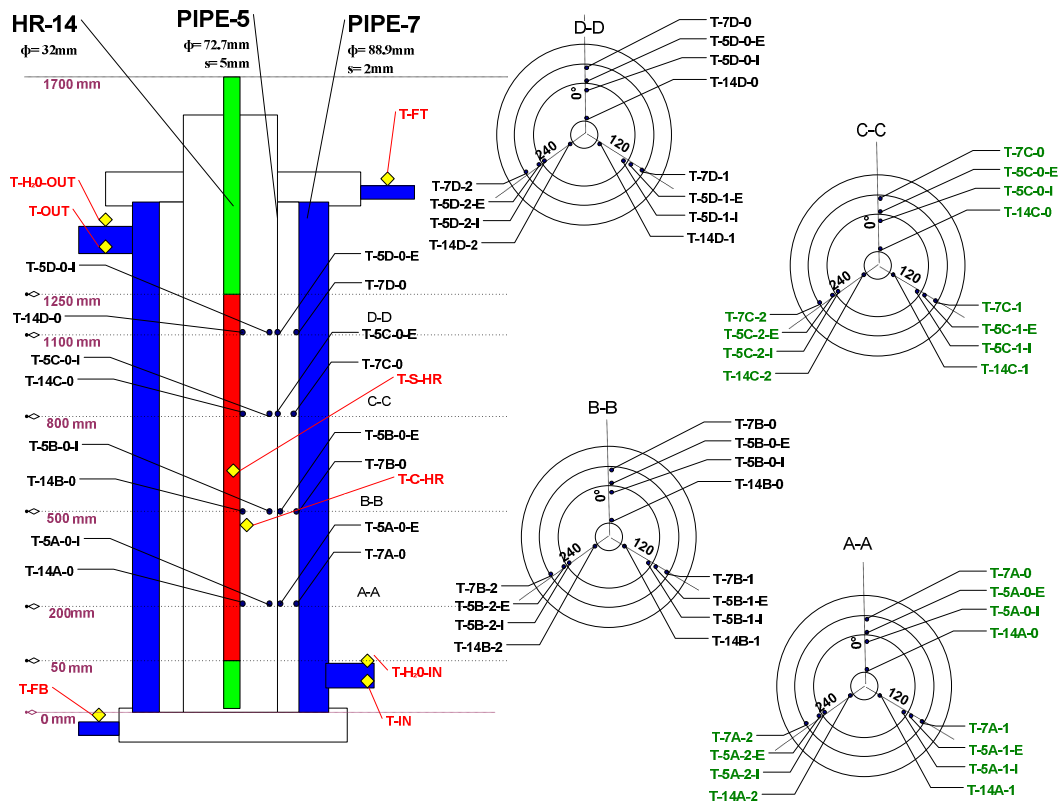 HR-14
ϕ= 32mm
PIPE-5
ϕ= 72.7mm
s=5mm
PIPE-7
ϕ= 88.9mm
s= 2mm
1700 mm
T-FT
T-H₂0-OUT
T-OUT
T-5D-0-I
T-5D-0-E
T-7D-0
1250 mm
T-14D-0
D-D
1100 mm
T-5C-0-E
T-5C-0-I
T-7C-0
T-14C-0
T-S-HR
C-C
800 mm
T-5B-0-E
T-5B-0-I
T-7B-0
T-14B-0
T-C-HR
B-B
500 mm
T-5A-0-E
T-5A-0-I
T-7A-0
T-14A-0
A-A
200 mm
50 mm
T-H₂0-IN
T-FB
0 mm
T-IN
D-D
T-7D-0
T-5D-0-E
T-5D-0-I
T-14D-0
0°
240
120
T-7D-2
T-5D-2-E
T-5D-2-I
T-14D-2
T-7D-1
T-5D-1-E
T-5D-1-I
T-14D-1
C-C
T-7C-0
T-5C-0-E
T-5C-0-I
T-14C-0
0°
240
120
T-7C-2
T-5C-2-E
T-5C-2-I
T-14C-2
T-7C-1
T-5C-1-E
T-5C-1-I
T-14C-1
B-B
T-7B-0
T-5B-0-E
T-5B-0-I
T-14B-0
0°
240
120
T-7B-2
T-5B-2-E
T-5B-2-I
T-14B-2
T-7B-1
T-5B-1-E
T-5B-1-I
T-14B-1
A-A
T-7A-0
T-5A-0-E
T-5A-0-I
T-14A-0
0°
240
120
T-7A-2
T-5A-2-E
T-5A-2-I
T-14A-2
T-7A-1
T-5A-1-E
T-5A-1-I
T-14A-1